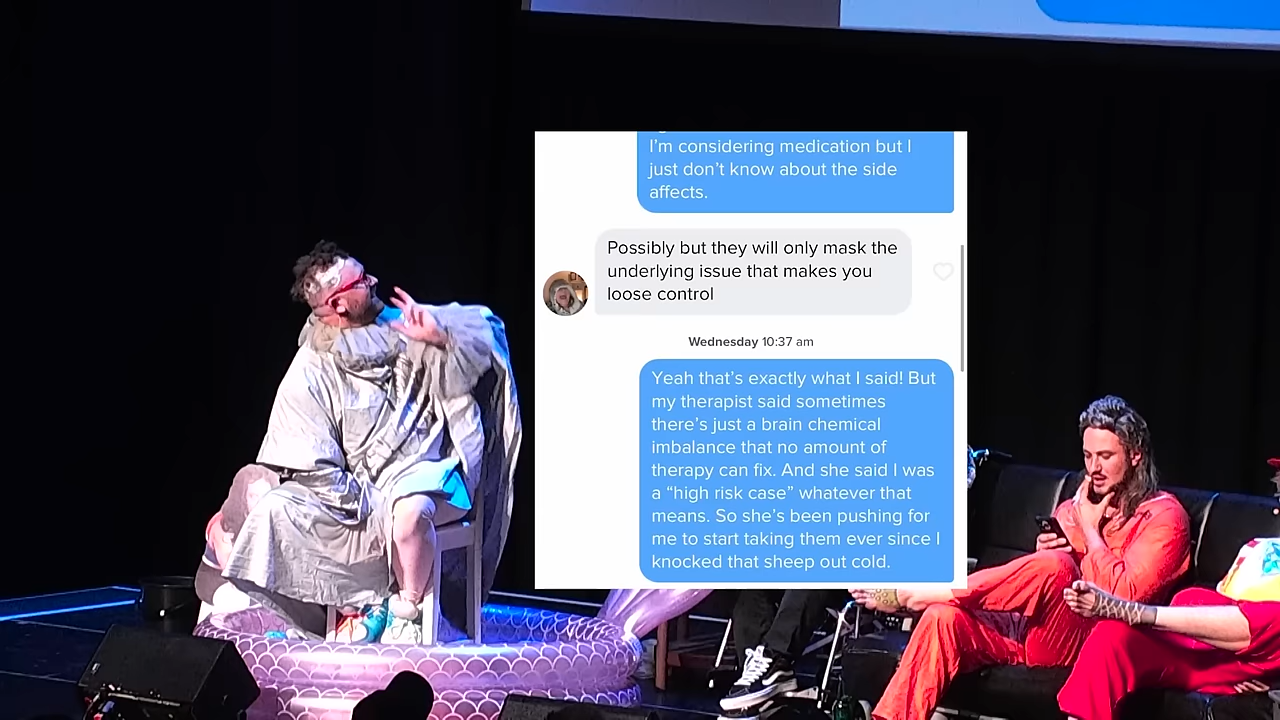 I'm considering medication but I
just don't know about the side
affects.
Possibly but they will only mask the
underlying issue that makes you
loose control
Wednesday 10:37 am
Yeah that's exactly what I said! But
my therapist said sometimes
there's just a brain chemical
imbalance that no amount of
therapy can fix. And she said I was
a “high risk case” whatever that
means. So she's been pushing for
me to start taking them ever since I
knocked that sheep out cold.